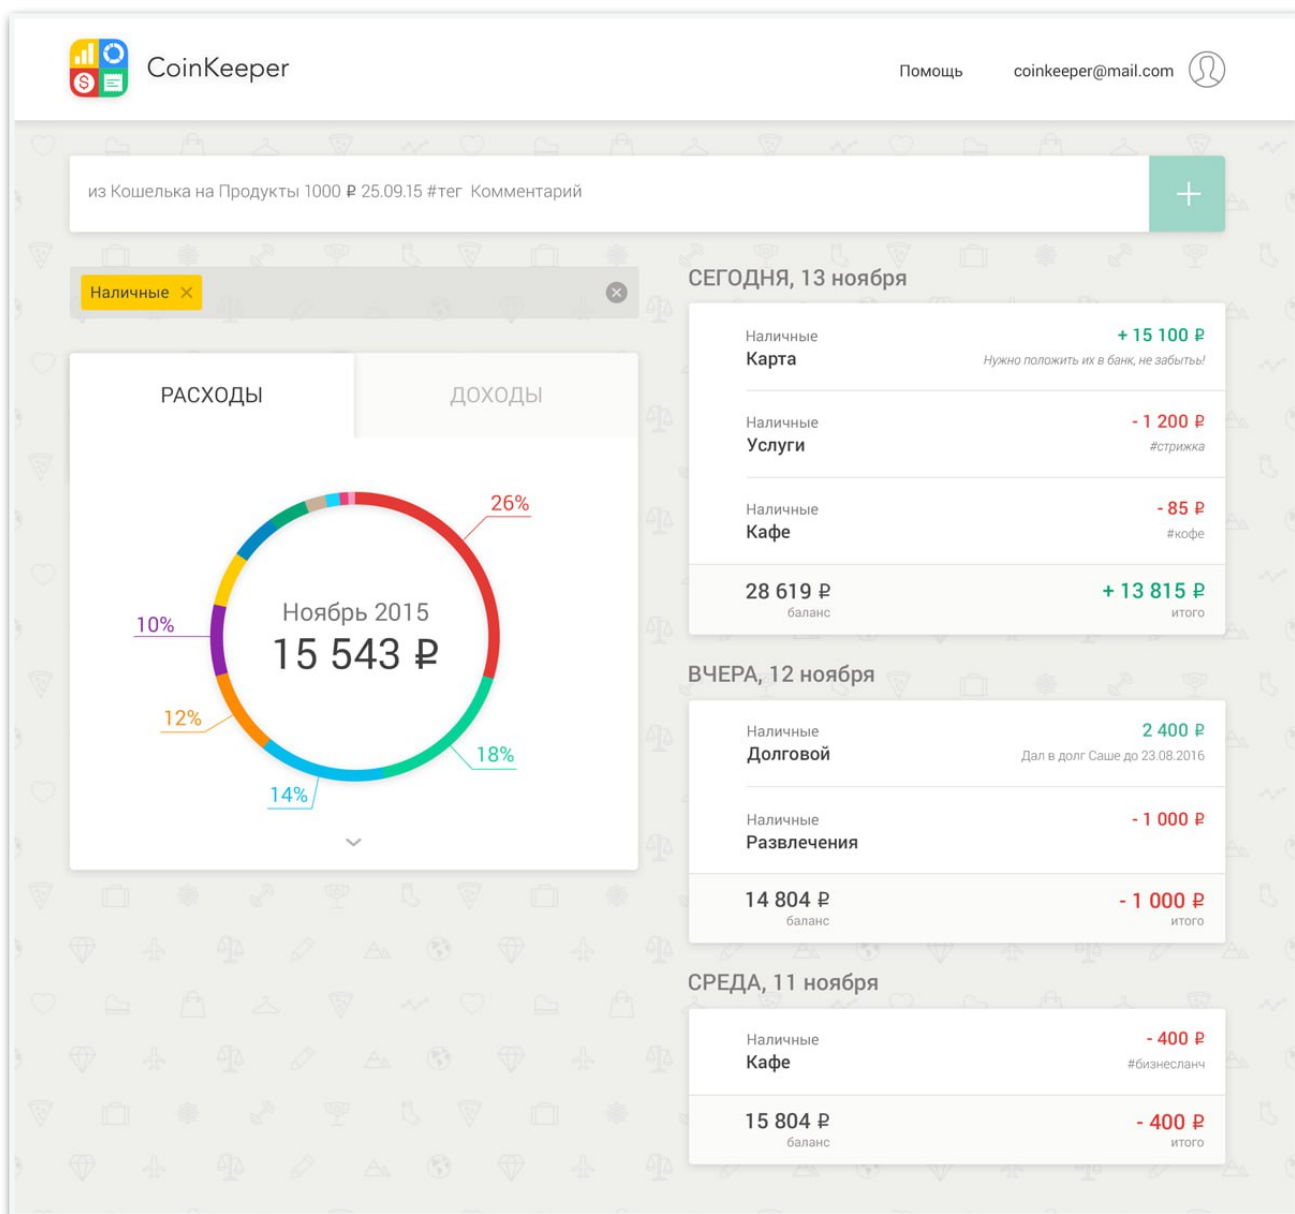 CoinKeeper
Помощь
coinkeeper@mail.com
из Кошелька на Продукты 1000 ₽ 25.09.15 #тег Комментарий
Наличные
РАСХОДЫ
ДОХОДЫ
26%
10%
Ноябрь 2015
15 543 ₽
12%
18%
14%
СЕГОДНЯ, 13 ноября
Наличные
+ 15 100 ₽
Карта
Нужно положить их в банк, не забытьь!
Наличные
- 1 200 ₽
Услуги
#стрижка
Наличные
- 85 ₽
Кафе
#кофе
28 619 ₽
+ 13 815 ₽
баланс
итого
ВЧЕРА, 12 ноября
Наличные
2 400 ₽
Долговой
Дал в долг Саше до 23.08.2016
Наличные
- 1 000 ₽
Развлечения
14 804 ₽
- 1 000 ₽
баланс
итого
СРЕДА, 11 ноября
Наличные
- 400 ₽
Кафе
#бизнесланч
15 804 ₽
- 400 ₽
баланс
итого